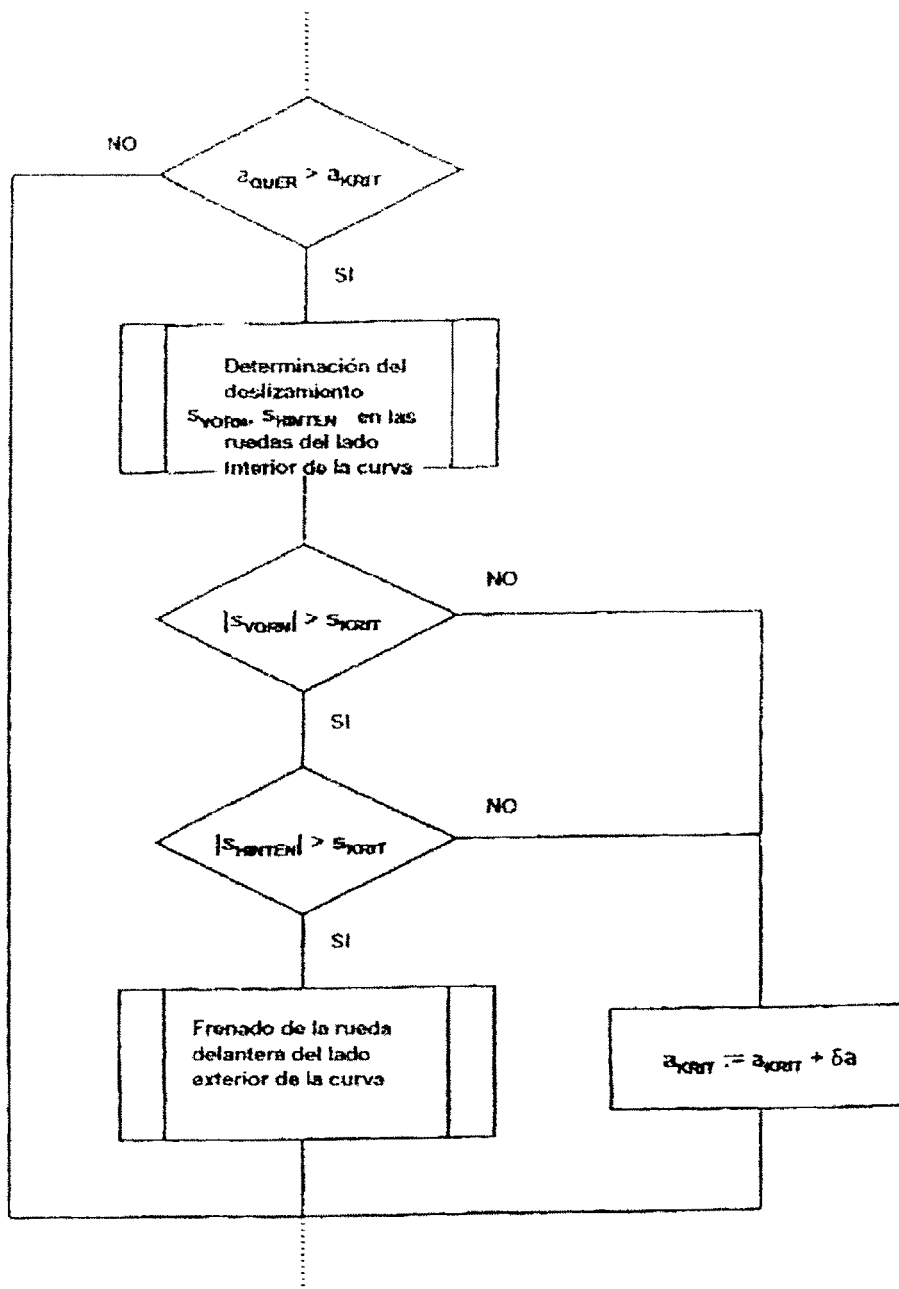 NO
a_QUER > a_KRIT
SI
Determinación del
deslizamiento
s_VORN, s_HINTEN en las
ruedas del lado
Interior de la curva
NO
|s_VORN| > s_KRIT
SI
NO
|s_HINTEN| > s_KRIT
SI
Frenado de la rueda
delantera del lado
exterior de la curva
a_KRIT := a_KRIT + δa